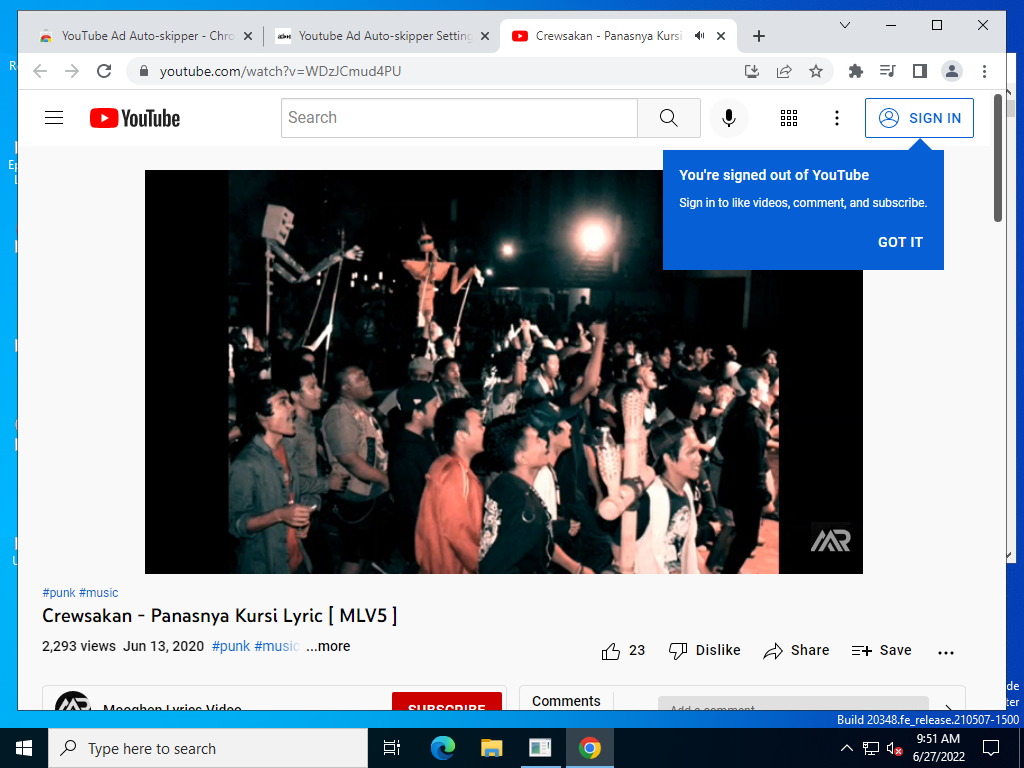 YouTube Ad Auto-skipper - Chro
Youtube Ad Auto-skipper Setting
Crewsakan - Panasnya Kursi
youtube.com/watch?v=WDzJCmud4PU
YouTube
Search
SIGN IN
You're signed out of YouTube
Sign in to like videos, comment, and subscribe.
GOT IT
MR
#punk #music
Crewsakan - Panasnya Kursi Lyric [ MLV5 ]
2,293 views Jun 13, 2020 #punk #music ...more
23
Dislike
Share
Save
SUBSCRIBE
Comments
Add a comment...
Build 20348.fe_release.210507-1500
Type here to search
9:51 AM
6/27/2022